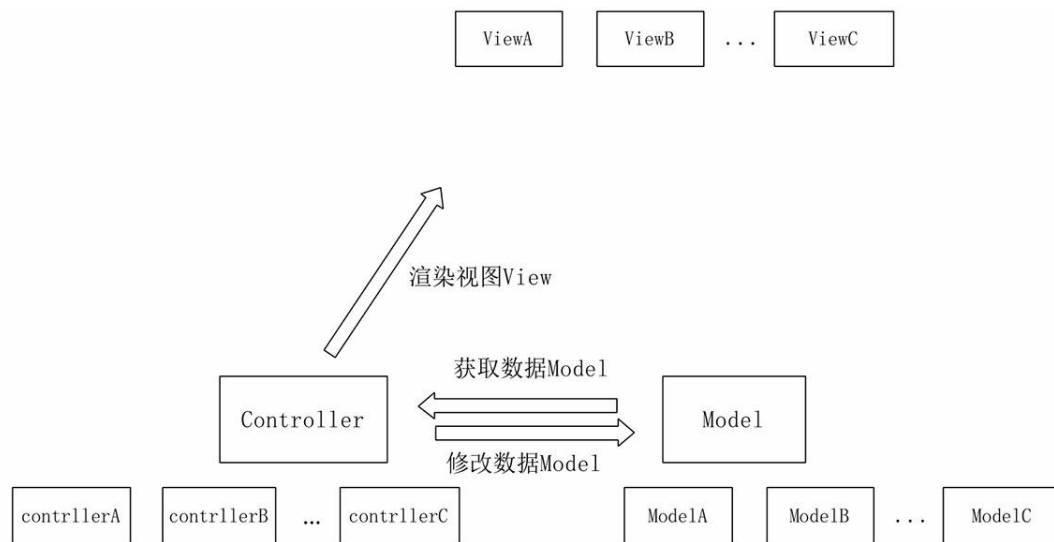 ViewA ViewB ... ViewC
渲染视图View
获取数据Model
Controller Model
修改数据Model
contrllerA contrllerB ... contrllerC ModelA ModelB ... ModelC